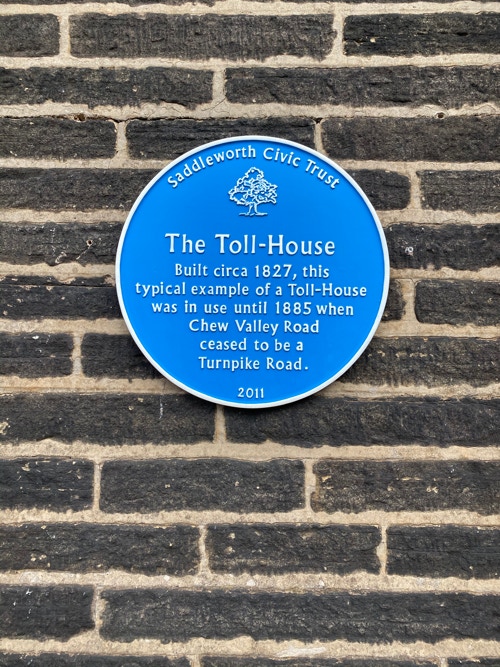 Saddleworth Civic Trust
The Toll-House
Built circa 1827, this
typical example of a Toll-House
was in use until 1885 when
Chew Valley Road
ceased to be a
Turnpike Road.
2011